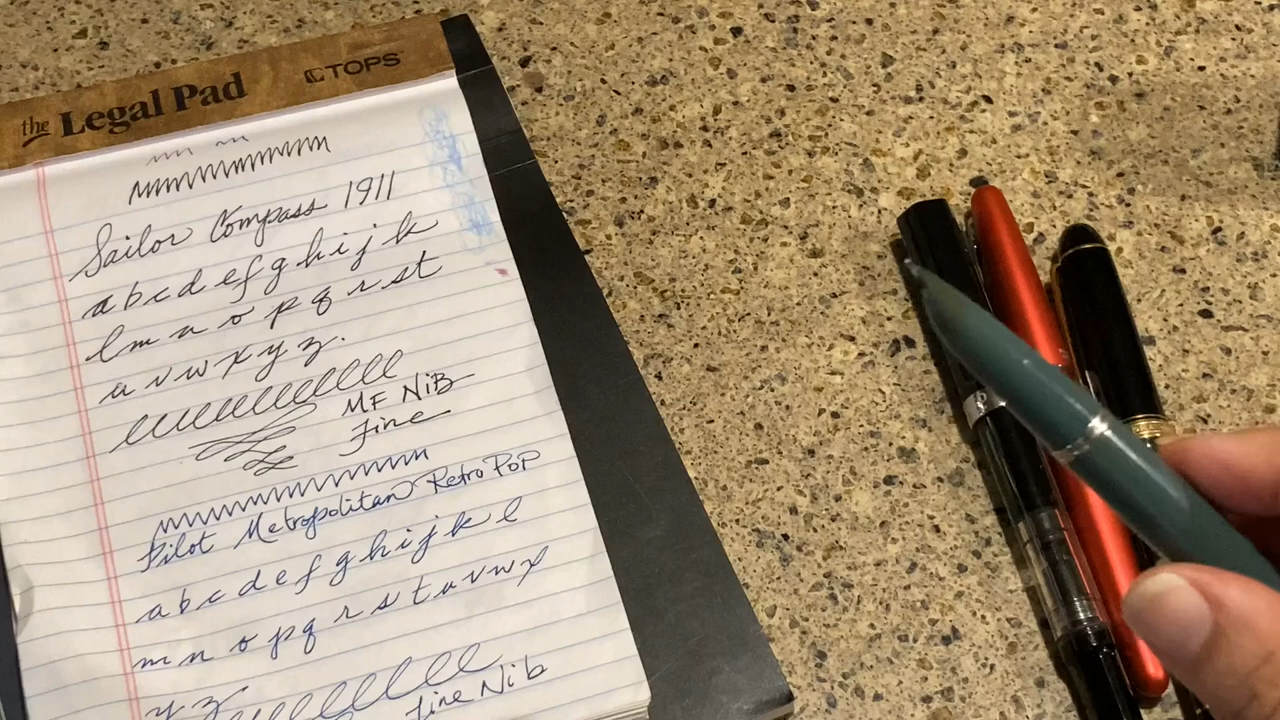 the Legal Pad TOPS
Sailor Compass 1911
a b c d e f g h i j k
l m n o p q r s t
u v w x y z.
MF NiB
Fine
Pilot Metropolitan Retro Pop
a b c d e f g h i j k l
m n o p q r s t u v w x
y z
fine Nib